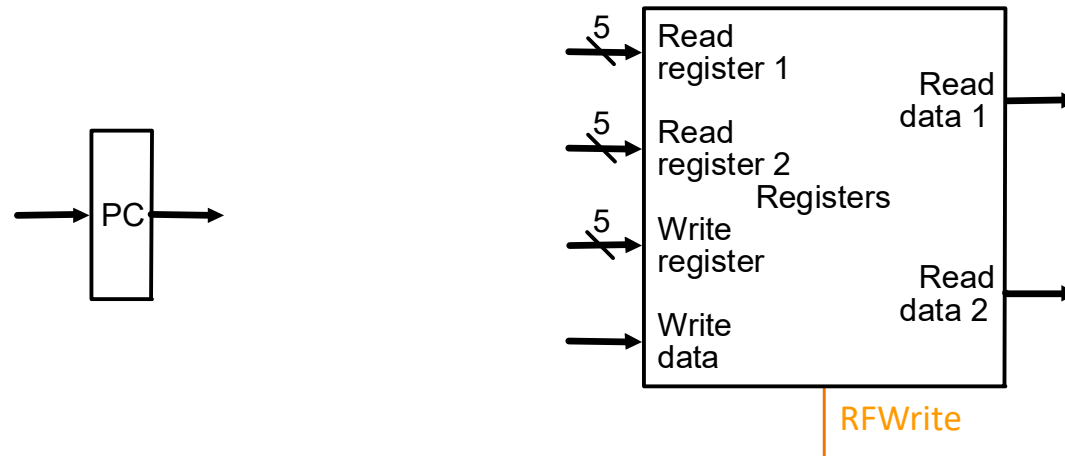 PC
5
Read
register 1
5
Read
register 2
5
Write
register
Write
data
Registers
Read
data 1
Read
data 2
RFWrite